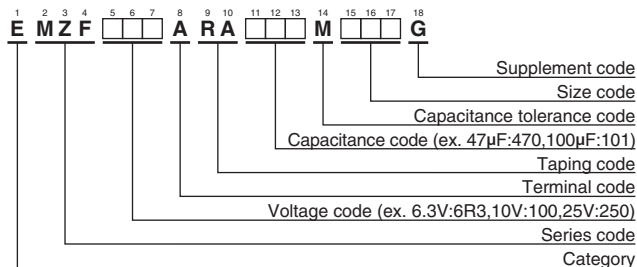 1 2 3 4 5 6 7 8 9 10 11 12 13 14 15 16 17 18
E M Z F A R A M G
Supplement code
Size code
Capacitance tolerance code
Capacitance code (ex. 47µF:470,100µF:101)
Taping code
Terminal code
Voltage code (ex. 6.3V:6R3,10V:100,25V:250)
Series code
Category